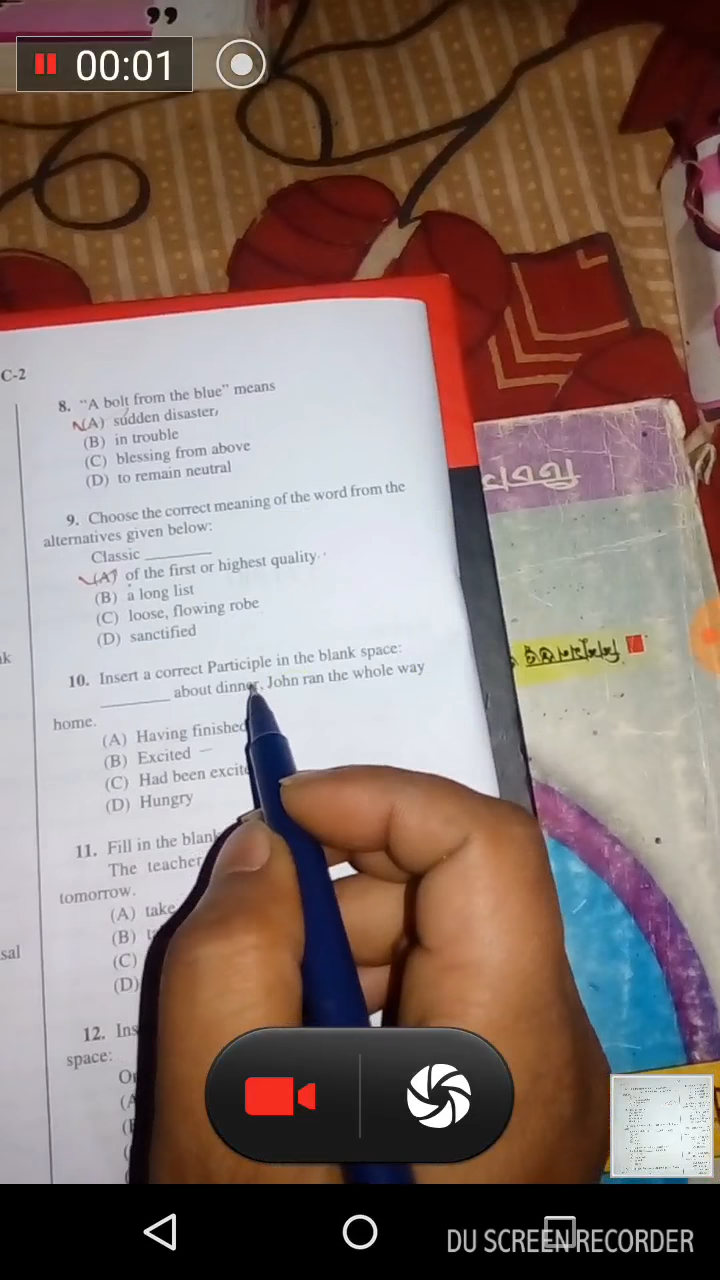 ”
00:01
C-2
8. "A bolt from the blue" means
(A) sudden disaster,
(B) in trouble
(C) blessing from above
(D) to remain neutral
9. Choose the correct meaning of the word from the
alternatives given below:
Classic ________
(A) of the first or highest quality
(B) a long list
(C) loose, flowing robe
(D) sanctified
10. Insert a correct Participle in the blank space:
________ about dinner, John ran the whole way
home.
(A) Having finished
(B) Excited
(C) Had been
(D) Hungry
11. Fill in the
The teacher
tomorrow.
(A) take
(B)
(C)
(D)
12.
space:
DU SCREEN RECORDER